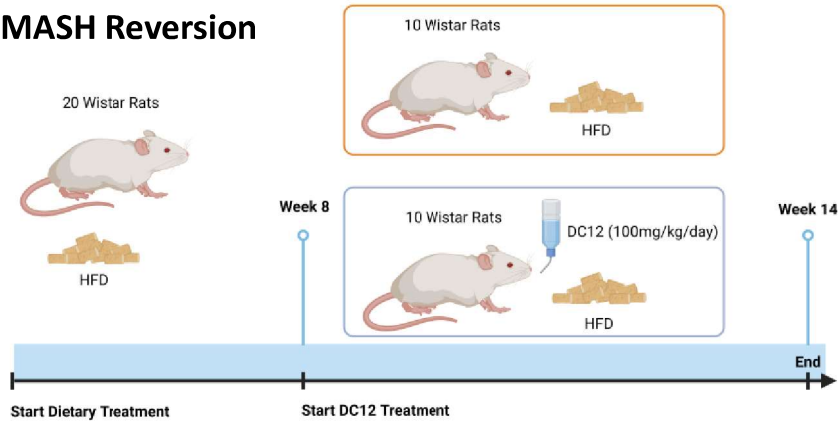 MASH Reversion
20 Wistar Rats
HFD
10 Wistar Rats
HFD
10 Wistar Rats
DC12 (100mg/kg/day)
HFD
Week 8
Week 14
End
Start Dietary Treatment
Start DC12 Treatment